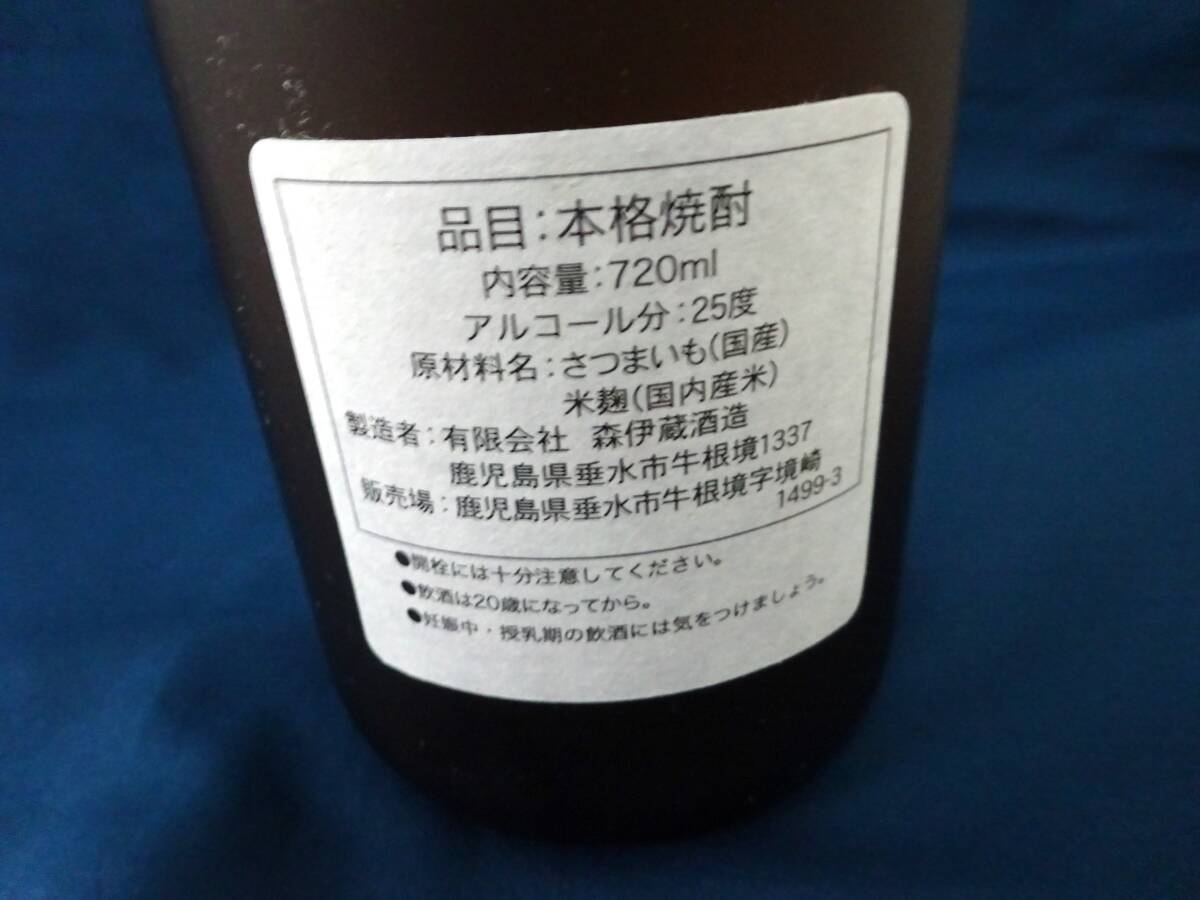 品目：本格焼酎
内容量：720ml
アルコール分：25度
原材料名：さつまいも(国産)
米麹(国内産米)
製造者：有限会社　森伊蔵酒造
鹿児島県垂水市牛根境1337
販売場：鹿児島県垂水市牛根境字境崎
1499-3
●開栓には十分注意してください。
●飲酒は20歳になってから。
●妊娠中・授乳期の飲酒には気をつけましょう。